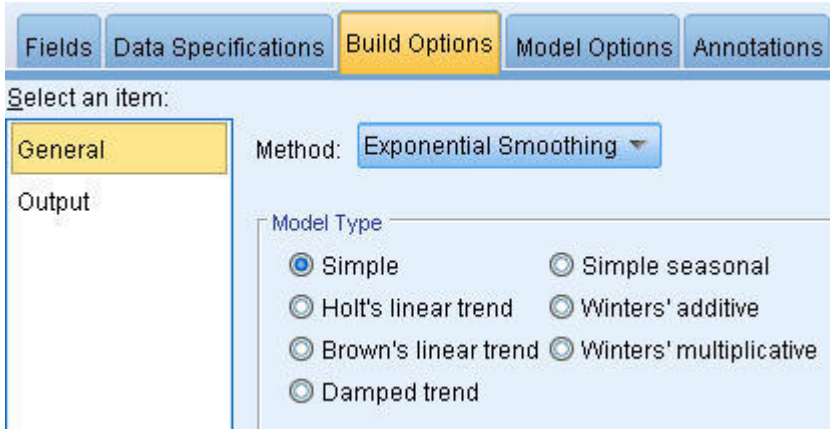 Fields Data Specifications Build Options Model Options Annotations
Select an item:
General
Output
Method: Exponential Smoothing
Model Type
Simple
Simple seasonal
Holt's linear trend
Winters' additive
Brown's linear trend
Winters' multiplicative
Damped trend